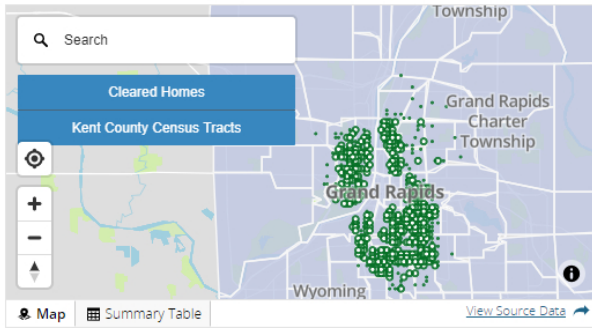 Township
Search
Cleared Homes
Kent County Census Tracts
Grand Rapids
Charter
Township
Grand Rapids
Wyoming
Map
Summary Table
View Source Data